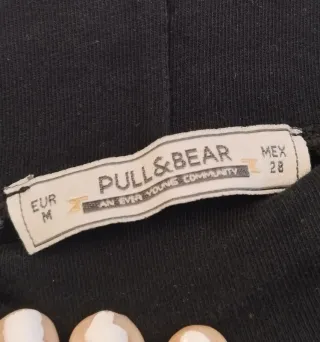 EUR
M
PULL&BEAR
AN EVER YOUNG COMMUNITY
MEX
28